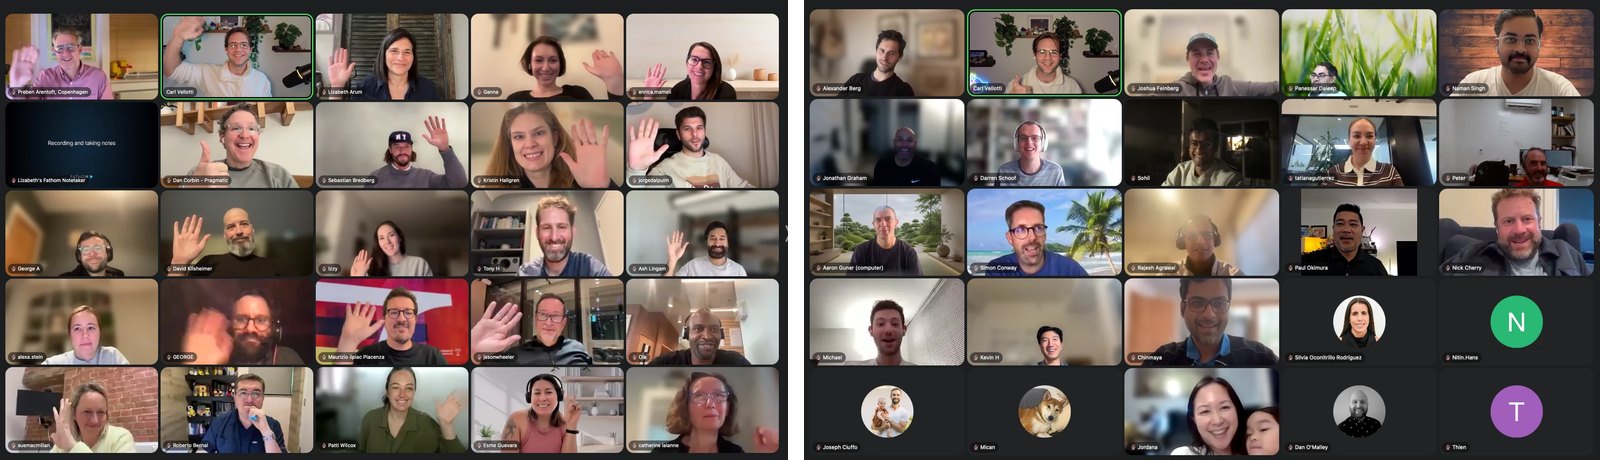 Preben Arentoft, Copenhagen
Carl Vellotti
Lizabeth Arum
Ganna
enrica.mameli
Recording and taking notes
FATHOM
Lizabeth's Fathom Notetaker
Dan Corbin - Pragmatic
Sebastian Bredberg
Kristin Hallgren
jorgedalpuim
George A
David Kilsheimer
Izzy
Tony H
Ash Lingam
alexa.stein
GEORGE
Maurizio Ilpiac Piacenza
jasonwheeler
Ola
suemacmillan
Roberto Bernal
Patti Wilcox
Esme Guevara
catherine lalanne
Alexander Berg
Carl Vellotti
Joshua Feinberg
Panessar Daleep
Naman Singh
Jonathan Graham
Darren Schoof
Sohil
tatianagutierrez
Peter
Aaron Guner (computer)
Simon Conway
Rajesh Agrawal
Paul Okimura
Nick Cherry
Michael
Kevin H
Chinmaya
Silvia Oconitrillo Rodríguez
N
Nitin.Hans
Joseph Ciuffo
Mican
Jordana
Dan O'Malley
T
Thien